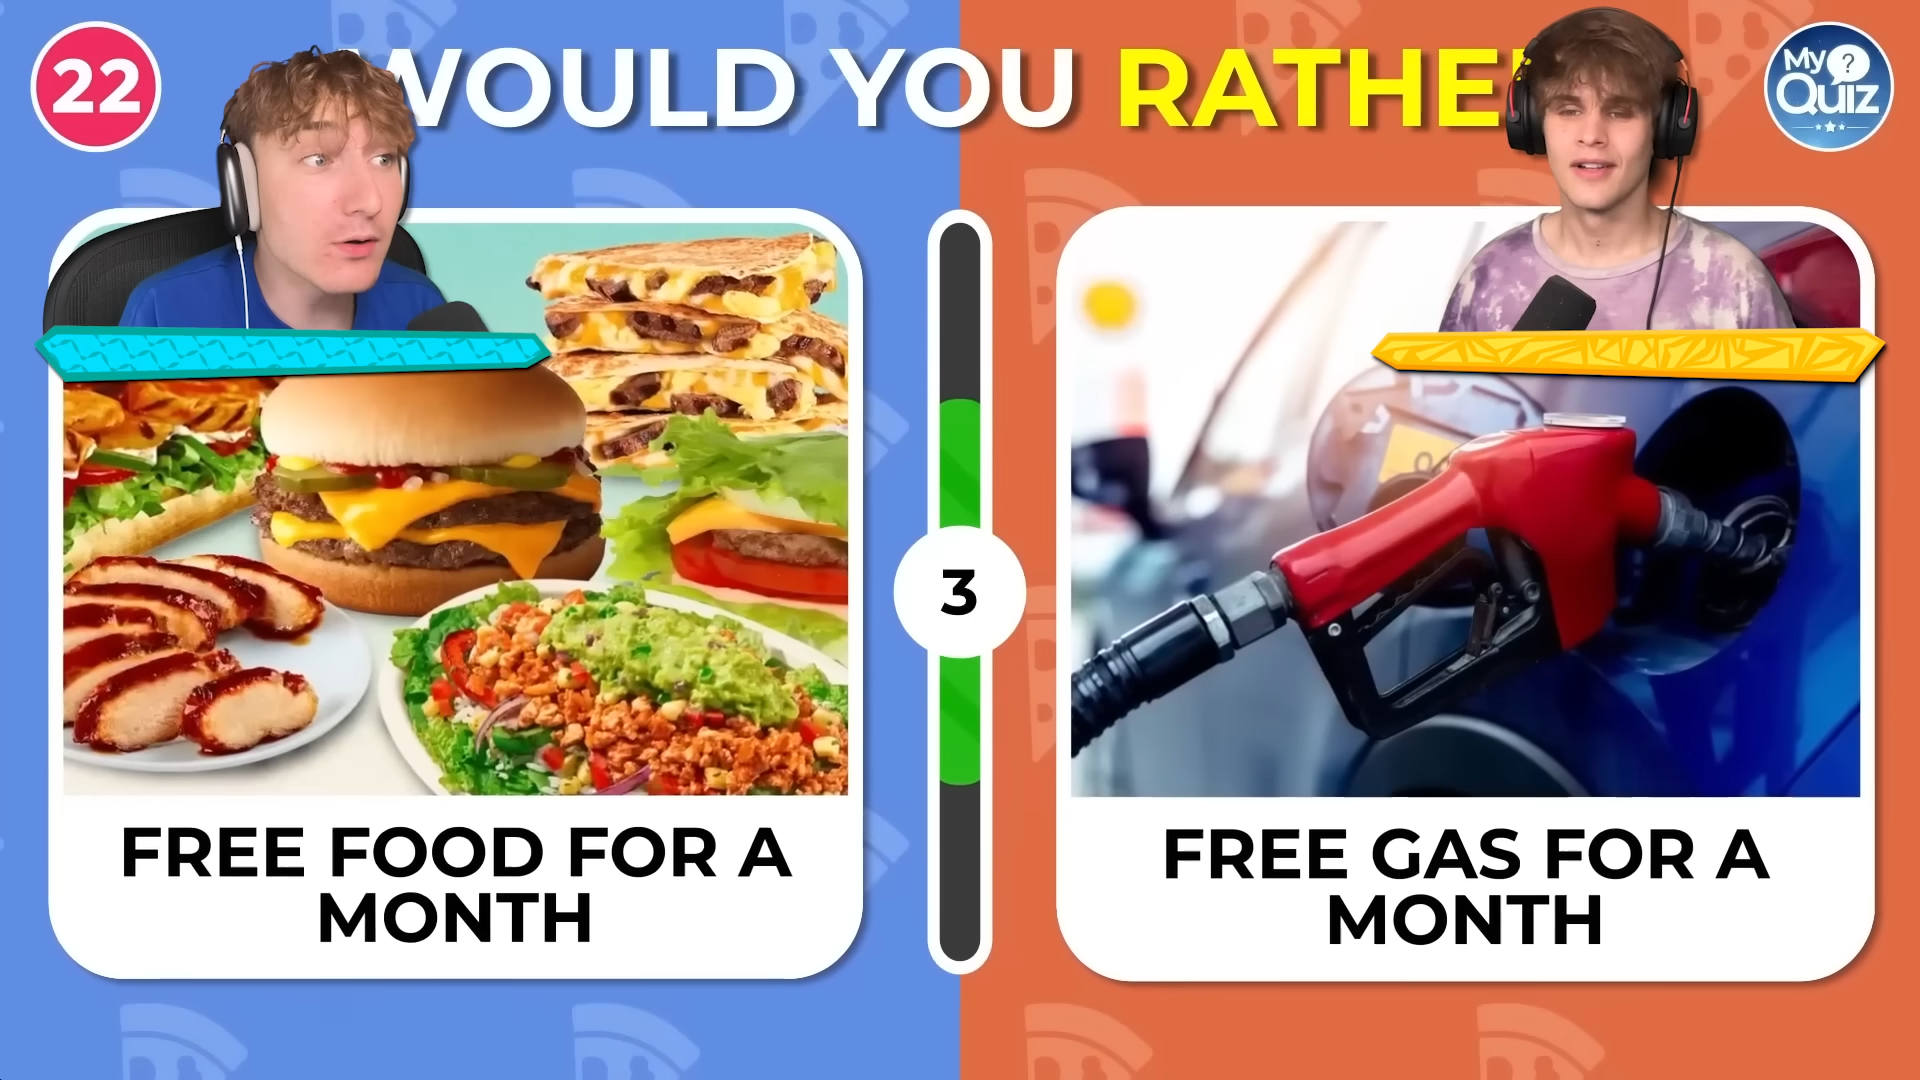 22
WOULD YOU RATHE
My ?
QUIZ
3
FREE FOOD FOR A
MONTH
FREE GAS FOR A
MONTH